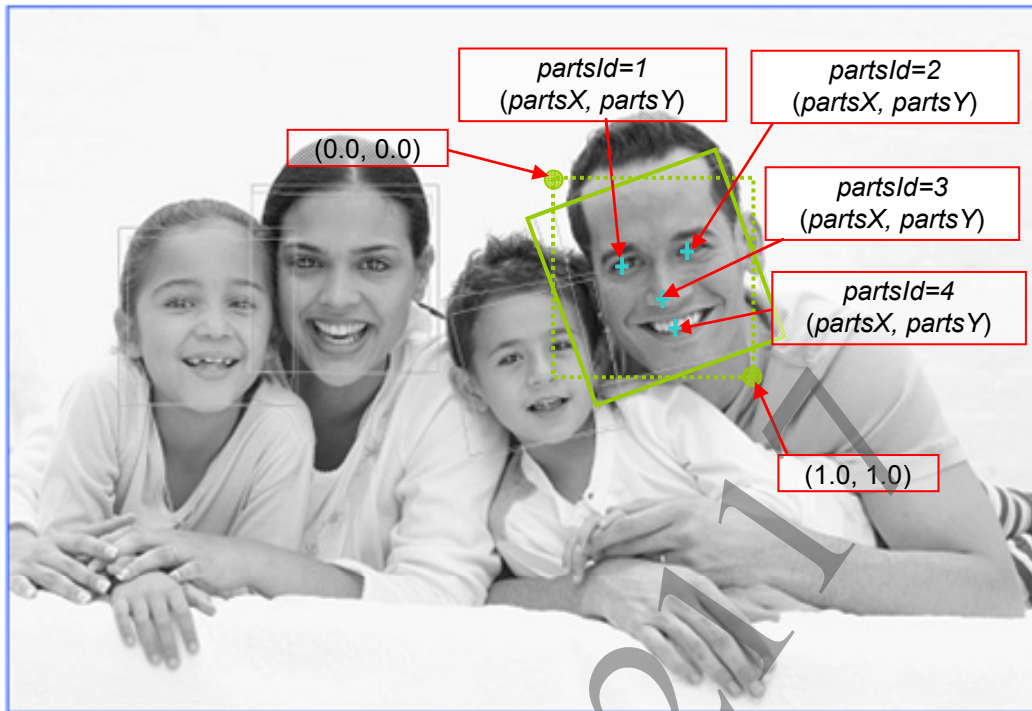 partsId=1
(partsX, partsY)
partsId=2
(partsX, partsY)
(0.0, 0.0)
partsId=3
(partsX, partsY)
partsId=4
(partsX, partsY)
(1.0, 1.0)